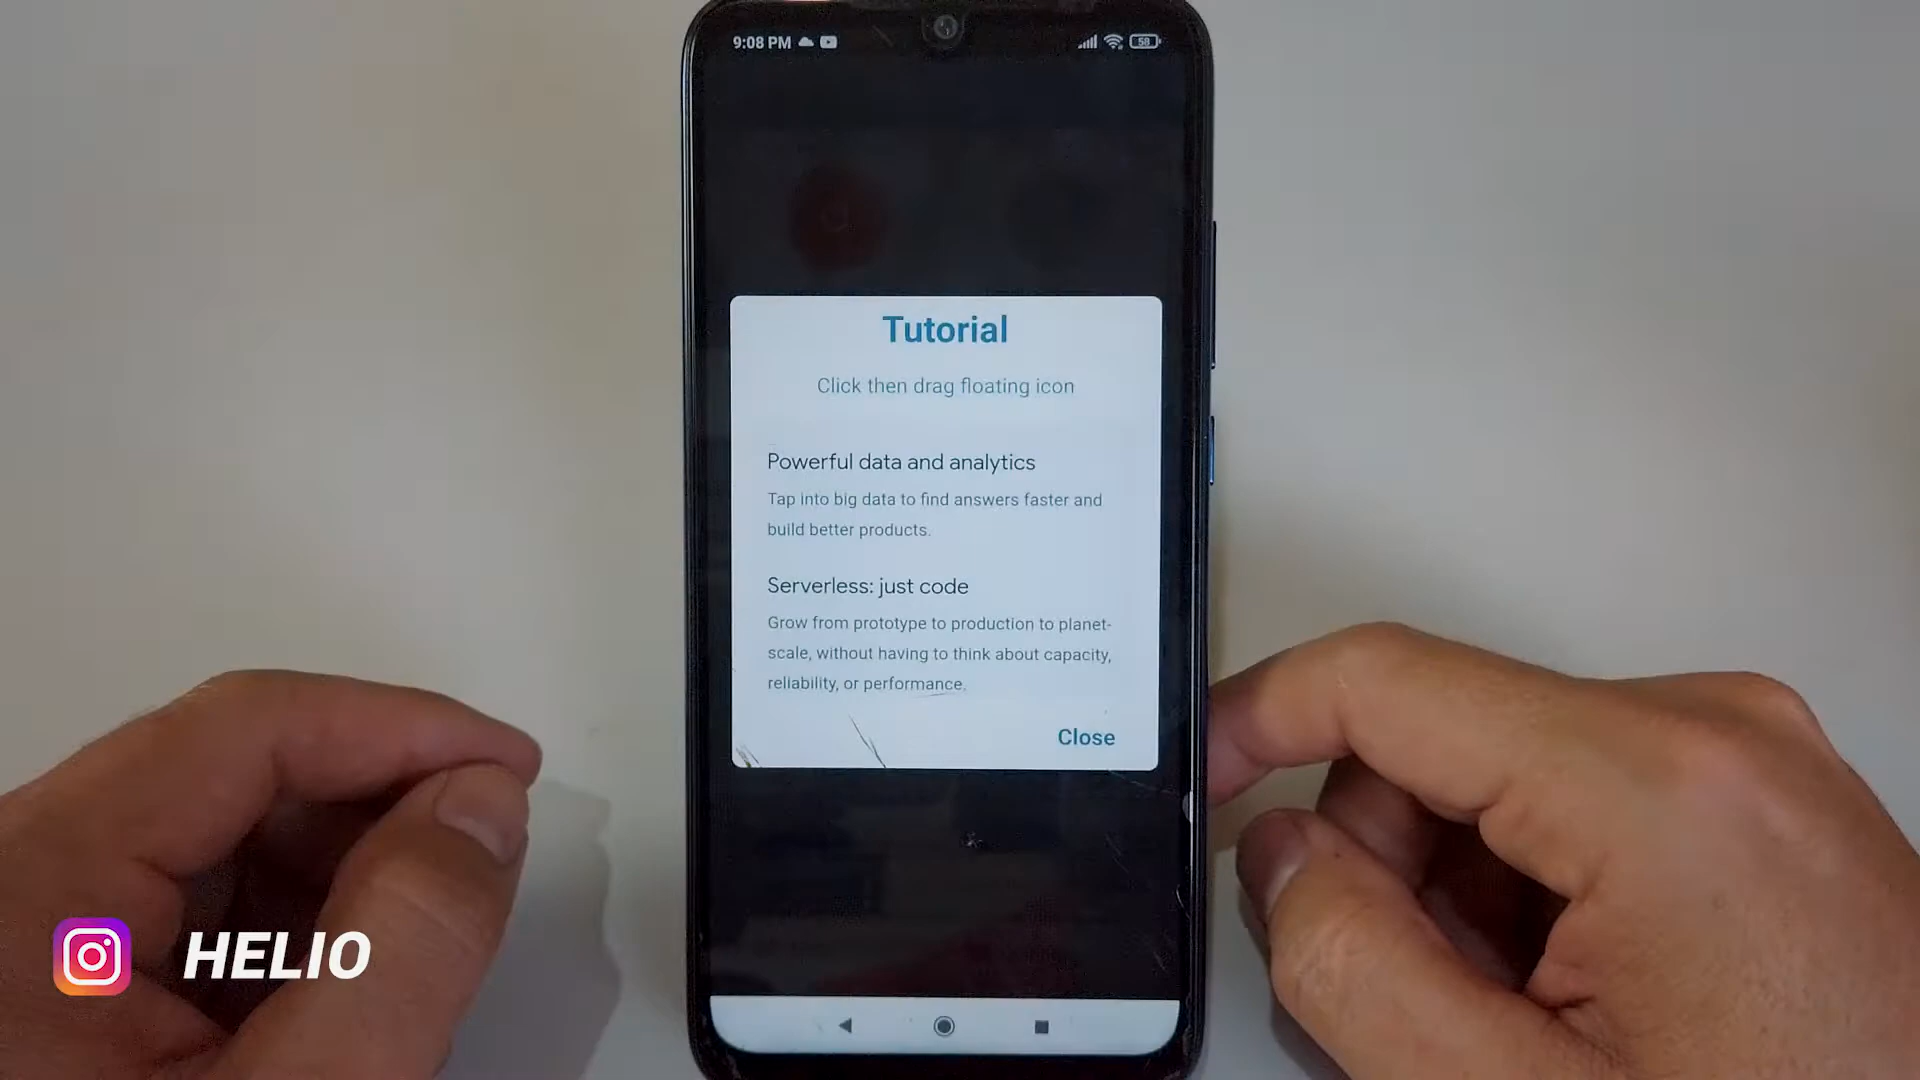 9:08 PM
58
Tutorial
Click then drag floating icon
Powerful data and analytics
Tap into big data to find answers faster and
build better products.
Serverless: just code
Grow from prototype to production to planet-
scale, without having to think about capacity,
reliability, or performance.
Close
HELIO